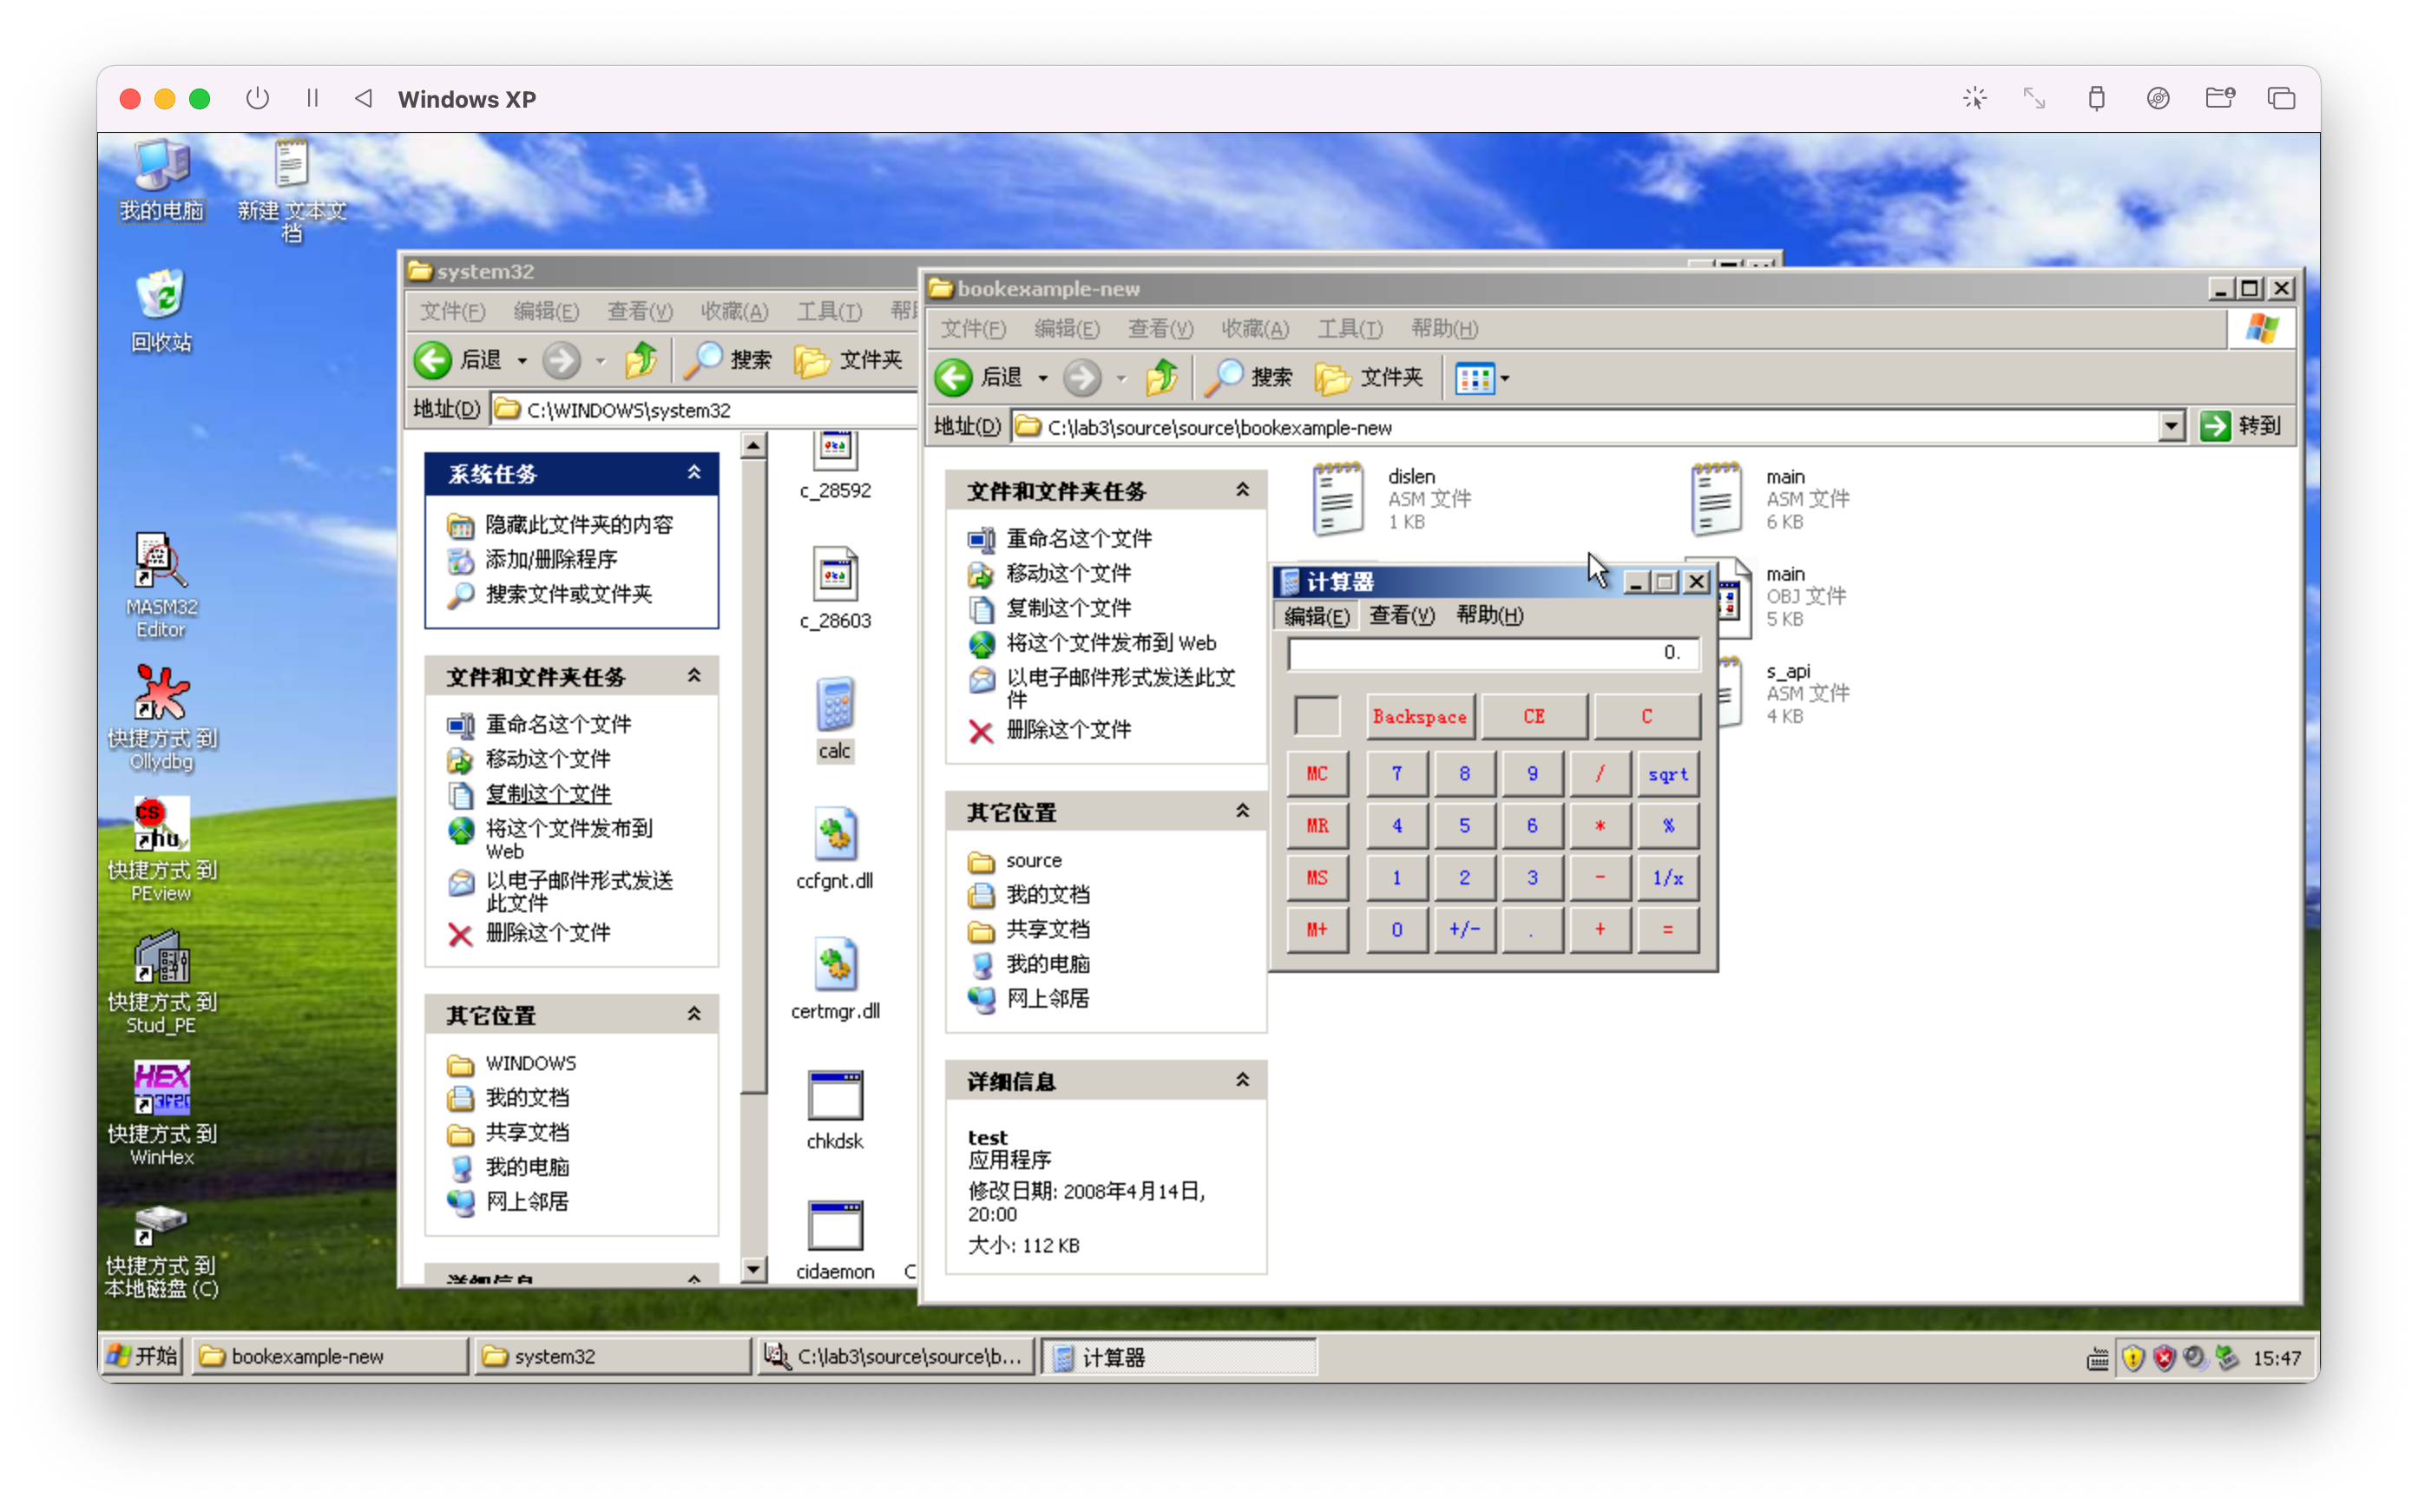 Windows XP
我的电脑
新建 文本文
档
回收站
MASM32
Editor
快捷方式 到
Ollydbg
快捷方式 到
PEview
快捷方式 到
Stud_PE
HEX
快捷方式 到
WinHex
快捷方式 到
本地磁盘 (C)
system32
文件(F) 编辑(E) 查看(V) 收藏(A) 工具(T)
后退 搜索 文件夹
地址(D) C:\WINDOWS\system32
系统任务
隐藏此文件夹的内容
添加/删除程序
搜索文件或文件夹
文件和文件夹任务
重命名这个文件
移动这个文件
复制这个文件
将这个文件发布到
Web
以电子邮件形式发送
此文件
删除这个文件
其它位置
WINDOWS
我的文档
共享文档
我的电脑
网上邻居
详细信息
c_28592
c_28603
calc
ccfgnt.dll
certmgr.dll
chkdsk
cidaemon
bookexample-new
文件(F) 编辑(E) 查看(V) 收藏(A) 工具(T) 帮助(H)
后退 搜索 文件夹
地址(D) C:\lab3\source\source\bookexample-new 转到
文件和文件夹任务
重命名这个文件
移动这个文件
复制这个文件
将这个文件发布到 Web
以电子邮件形式发送此文
件
删除这个文件
其它位置
source
我的文档
共享文档
我的电脑
网上邻居
详细信息
test
应用程序
修改日期: 2008年4月14日,
20:00
大小: 112 KB
dislen
ASM 文件
1 KB
main
ASM 文件
6 KB
main
OBJ 文件
5 KB
s_api
ASM 文件
4 KB
计算器
编辑(E) 查看(V) 帮助(H)
0.
Backspace CE C
MC 7 8 9 / sqrt
MR 4 5 6 * %
MS 1 2 3 - 1/x
M+ 0 +/- . + =
开始 bookexample-new system32 C:\lab3\source\source\b... 计算器 15:47